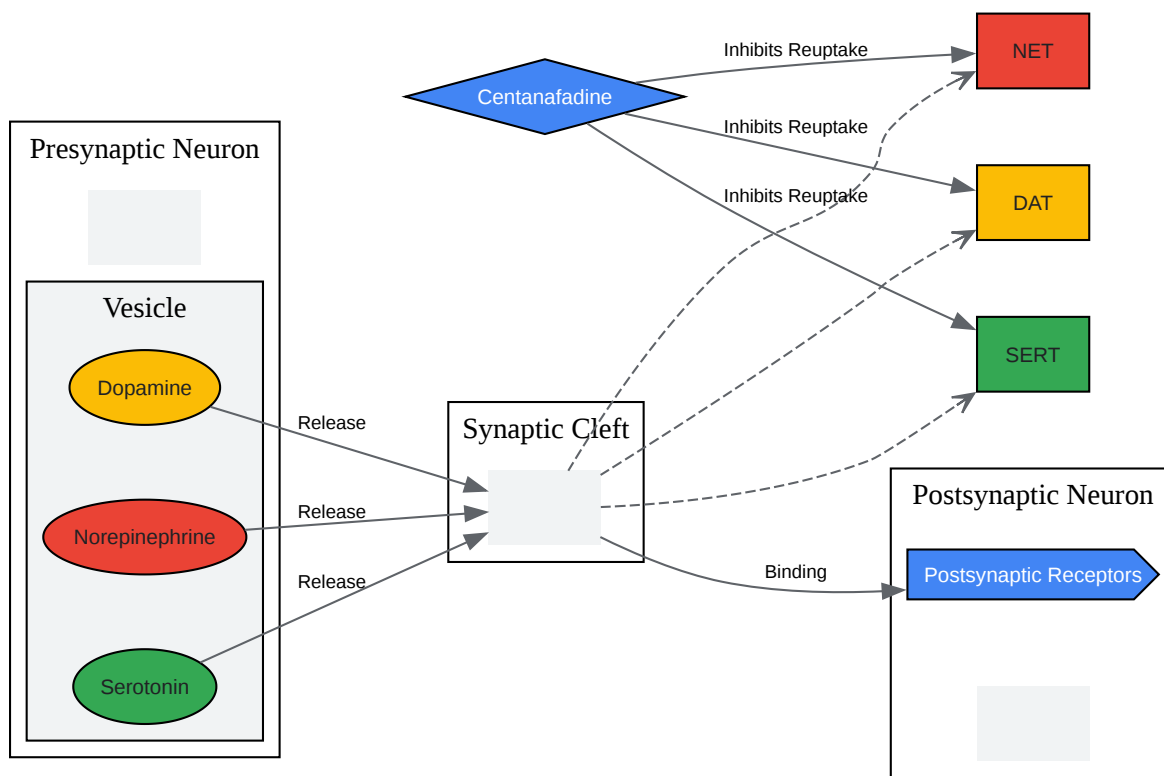 Presynaptic Neuron
Vesicle
Dopamine
Norepinephrine
Serotonin
Release
Release
Release
Synaptic Cleft
Centanafadine
Inhibits Reuptake
Inhibits Reuptake
Inhibits Reuptake
NET
DAT
SERT
Binding
Postsynaptic Neuron
Postsynaptic Receptors